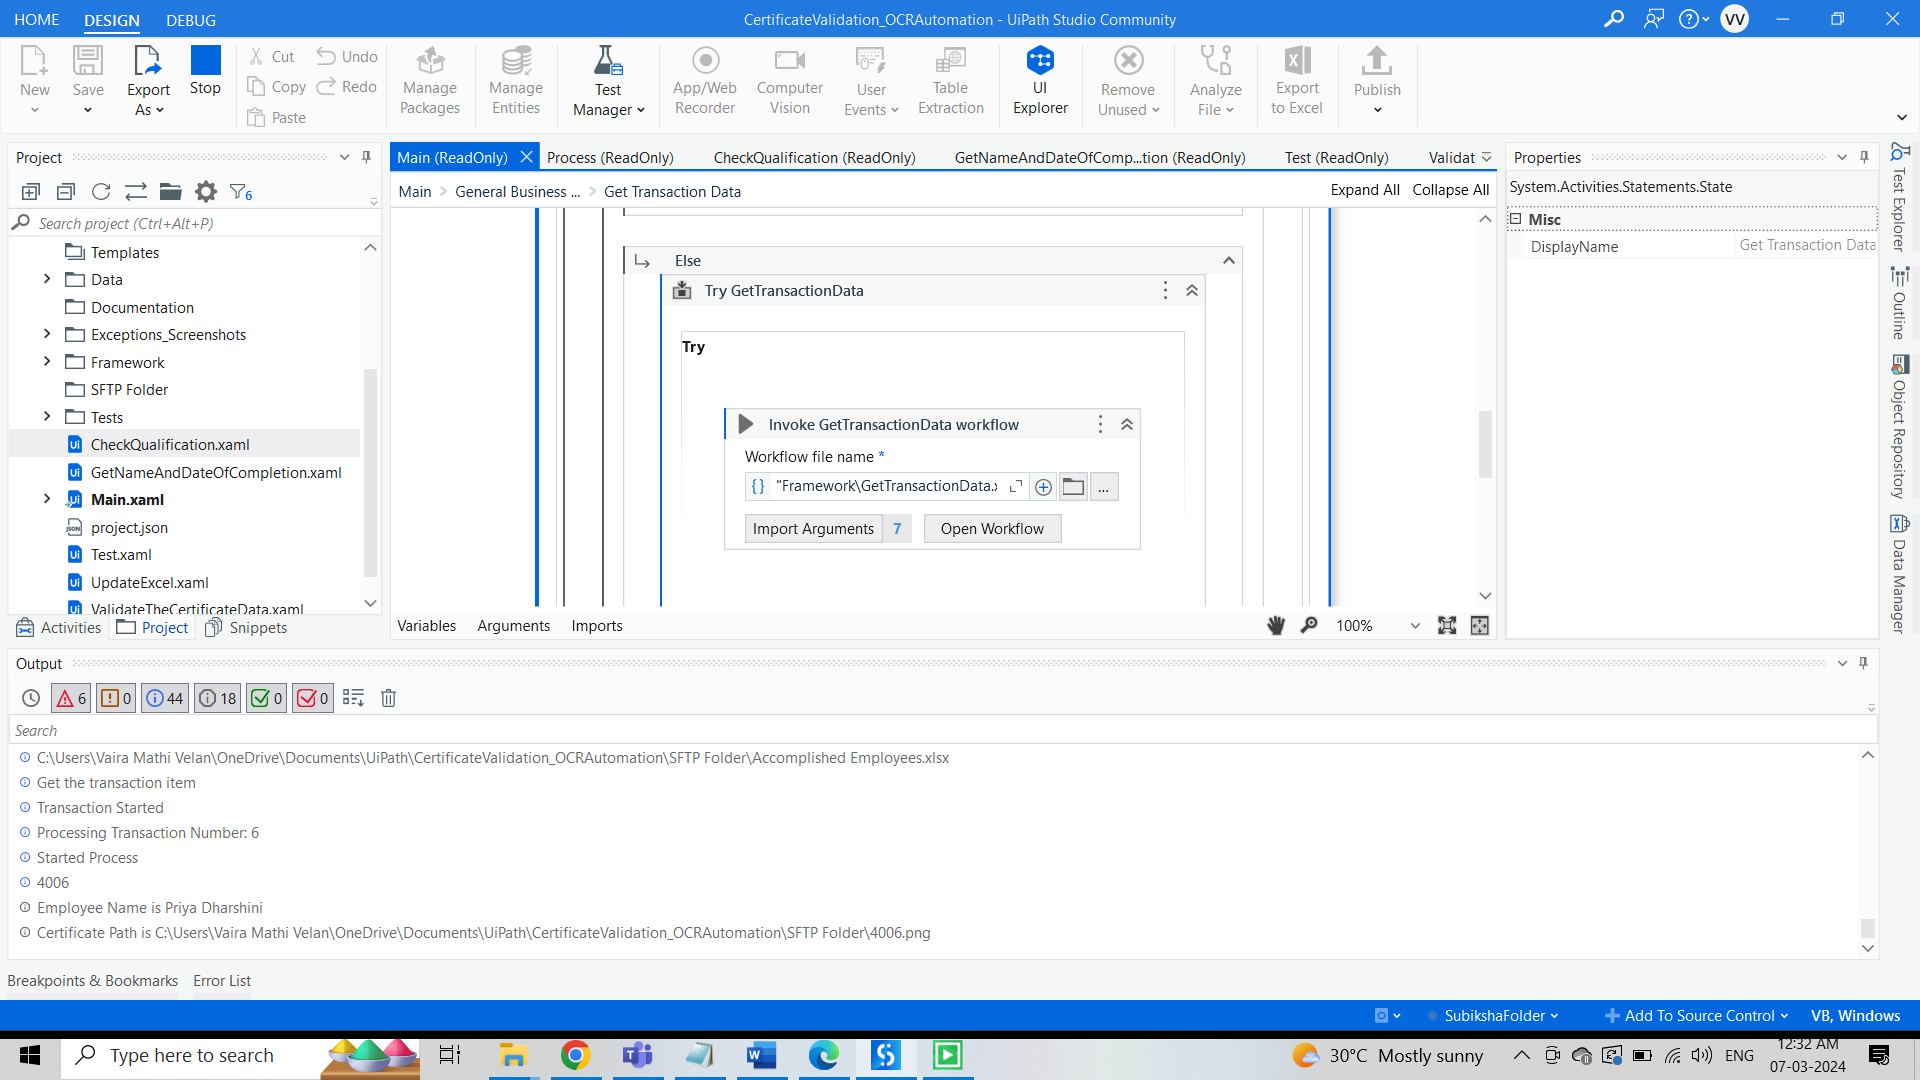 HOME DESIGN DEBUG
CertificateValidation_OCRAutomation - UiPath Studio Community
VV
New
Save
Export As
Stop
Cut
Copy
Paste
Undo
Redo
Manage Packages
Manage Entities
Test Manager
App/Web Recorder
Computer Vision
User Events
Table Extraction
UI Explorer
Remove Unused
Analyze File
Export to Excel
Publish
Project
6
Search project (Ctrl+Alt+P)
Templates
Data
Documentation
Exceptions_Screenshots
Framework
SFTP Folder
Tests
CheckQualification.xaml
GetNameAndDateOfCompletion.xaml
Main.xaml
project.json
Test.xaml
UpdateExcel.xaml
ValidateTheCertificateData.xaml
Activities Project Snippets
Main (ReadOnly) Process (ReadOnly) CheckQualification (ReadOnly) GetNameAndDateOfComp...tion (ReadOnly) Test (ReadOnly) Validat
Main > General Business ... > Get Transaction Data
Expand All Collapse All
Else
Try GetTransactionData
Try
Invoke GetTransactionData workflow
Workflow file name *
{} "Framework\GetTransactionData.x
...
Import Arguments 7 Open Workflow
Variables Arguments Imports
100%
Properties
System.Activities.Statements.State
Misc
DisplayName Get Transaction Data
Test Explorer
Outline
Object Repository
Data Manager
Output
6 0 44 18 0 0
Search
C:\Users\Vaira Mathi Velan\OneDrive\Documents\UiPath\CertificateValidation_OCRAutomation\SFTP Folder\Accomplished Employees.xlsx
Get the transaction item
Transaction Started
Processing Transaction Number: 6
Started Process
4006
Employee Name is Priya Dharshini
Certificate Path is C:\Users\Vaira Mathi Velan\OneDrive\Documents\UiPath\CertificateValidation_OCRAutomation\SFTP Folder\4006.png
Breakpoints & Bookmarks Error List
SubikshaFolder Add To Source Control VB, Windows
Type here to search
30°C Mostly sunny
ENG
12:32 AM
07-03-2024